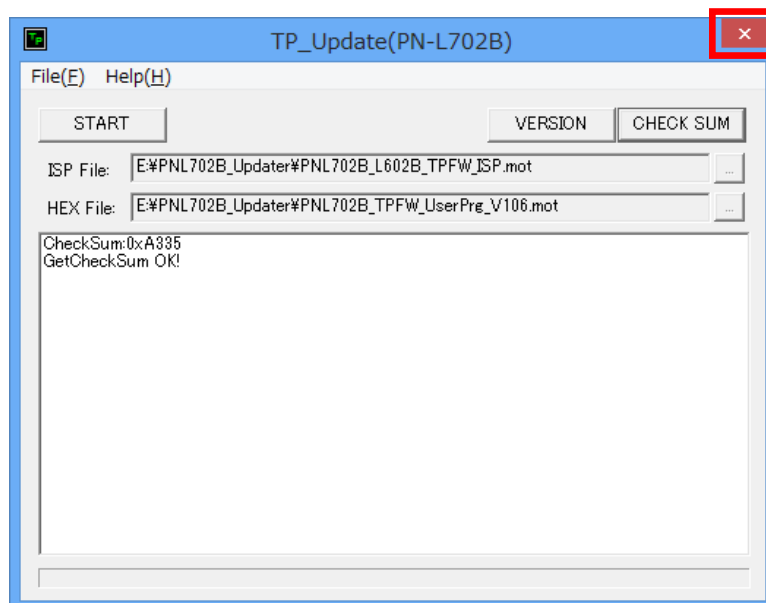 TP_Update(PN-L702B)
File(F) Help(H)
START VERSION CHECK SUM
ISP File: E:¥PNL702B_Updater¥PNL702B_L602B_TPFW_ISP.mot ...
HEX File: E:¥PNL702B_Updater¥PNL702B_TPFW_UserPrg_V106.mot ...
CheckSum:0xA335
GetCheckSum OK!